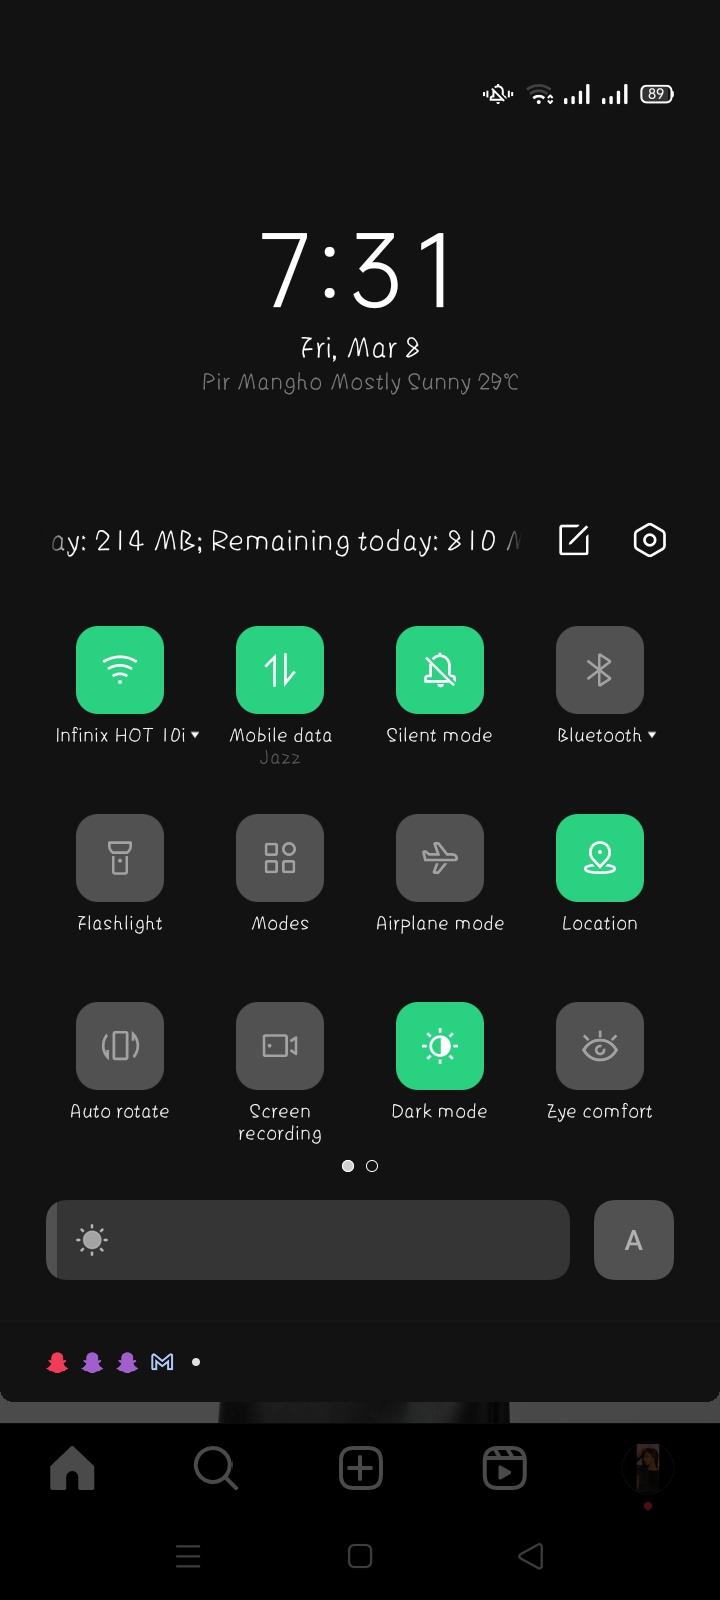 89
7:31
Fri, Mar 8
Pir Mangho Mostly Sunny 29°C
ay: 214 MB; Remaining today: 810
Infinix HOT 10i
Mobile data
Silent mode
Bluetooth
Jazz
Flashlight
Modes
Airplane mode
Location
Auto rotate
Screen
recording
Dark mode
Eye comfort
A